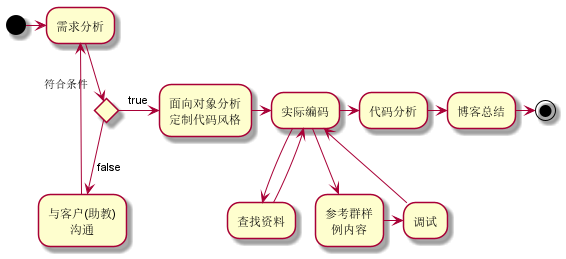 需求分析
符合条件
true
面向对象分析
定制代码风格
实际编码
代码分析
博客总结
false
与客户(助教)
沟通
查找资料
参考群样
例内容
调试